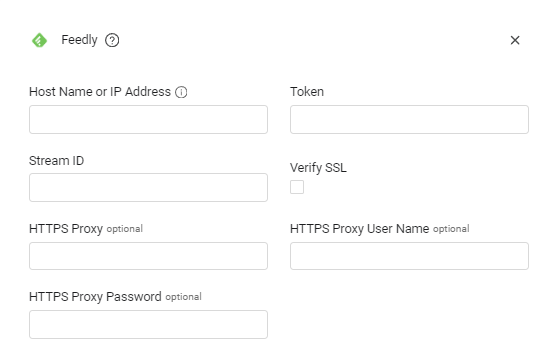 Feedly
Host Name or IP Address
Token
Stream ID
Verify SSL
HTTPS Proxy optional
HTTPS Proxy User Name optional
HTTPS Proxy Password optional